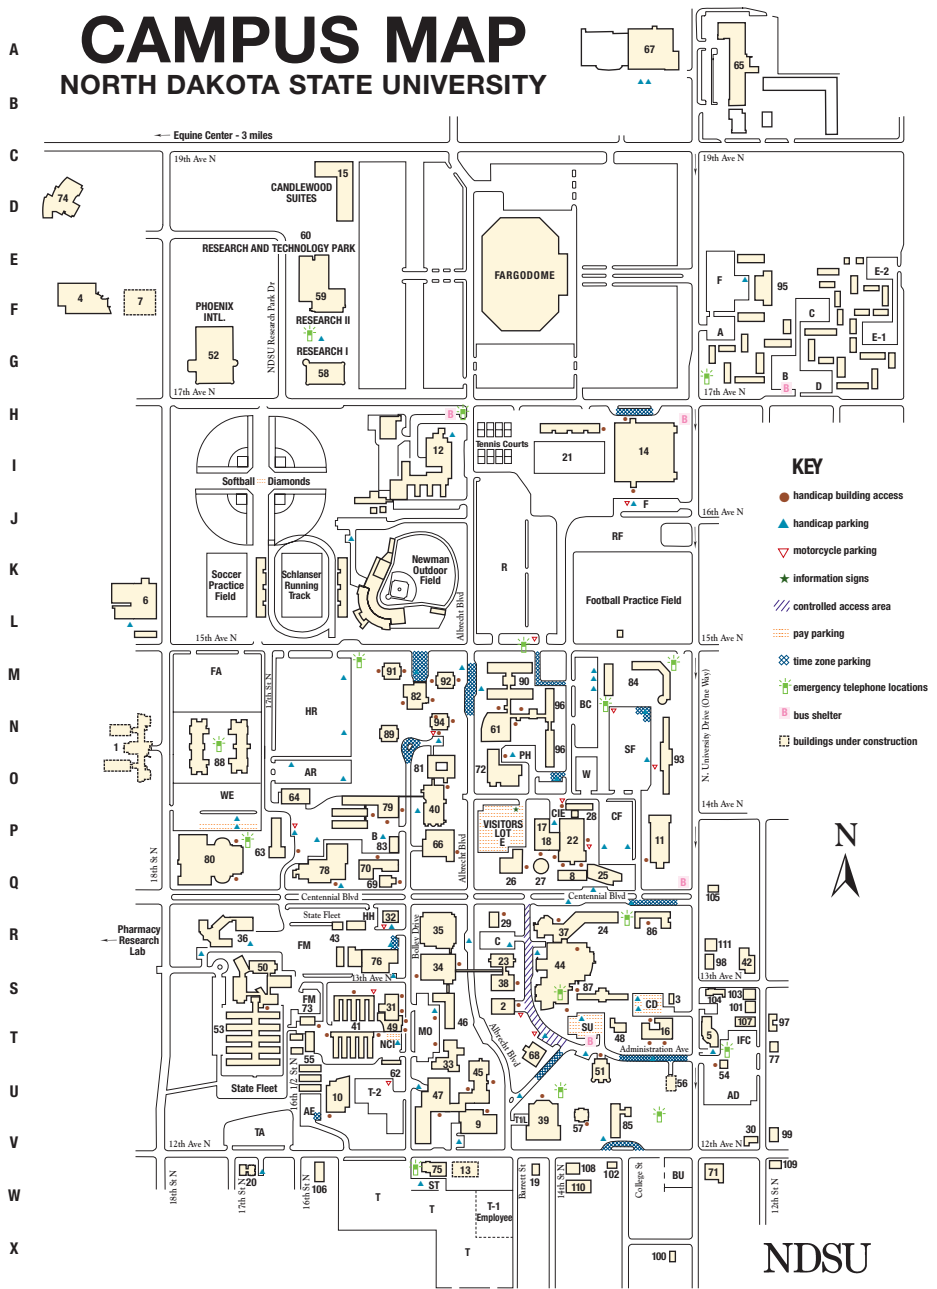 CAMPUS MAP
NORTH DAKOTA STATE UNIVERSITY
A
B
C
D
E
F
G
H
I
J
K
L
M
N
O
P
Q
R
S
T
U
V
W
X
67
65
Equine Center - 3 miles
19th Ave N
19th Ave N
15
CANDLEWOOD
SUITES
74
60
RESEARCH AND TECHNOLOGY PARK
FARGODOME
4
7
59
PHOENIX
INTL.
RESEARCH II
NDSU Research Park Dr
52
RESEARCH I
58
17th Ave N
F
95
E-2
C
A
E-1
B
B
D
17th Ave N
B
B
12
Tennis Courts
21
14
Softball
Diamonds
F
16th Ave N
RF
Soccer
Practice
Field
Schlanser
Running
Track
Newman
Outdoor
Field
R
Football Practice Field
6
Albrecht Blvd
15th Ave N
15th Ave N
KEY
handicap building access
handicap parking
motorcycle parking
information signs
controlled access area
pay parking
time zone parking
emergency telephone locations
B
bus shelter
buildings under construction
FA
17th St N
HR
91
92
82
90
84
BC
N. University Drive (One Way)
1
88
89
94
61
96
96
SF
93
81
72
PH
AR
W
WE
64
79
40
14th Ave N
VISITORS
LOT
E
CIE
28
CF
17
18
22
11
80
63
B
83
66
78
70
69
26
27
8
25
18th St N
Albrecht Blvd
B
105
Centennial Blvd
Centennial Blvd
N
Pharmacy
Research
Lab
State Fleet
HH
32
36
FM
43
76
Bolley Drive
35
29
C
37
24
86
111
98
42
13th Ave N
13th Ave N
50
34
23
38
44
53
FM
73
41
31
49
NCI
MO
46
2
87
CD
3
104
103
101
107
SU
48
16
5
IFC
97
77
B
Administration Ave
Albrecht Blvd
68
55
62
33
45
51
56
54
State Fleet
16th 1/2 St N
10
T-2
47
AD
AE
9
T1L
39
57
85
TA
30
99
12th Ave N
12th Ave N
18th St N
17th St N
20
16th St N
106
75
13
ST
T
T
T-1
Employee
T
Barrett St
19
14th St N
108
110
102
College St
BU
71
109
12th St N
100
NDSU